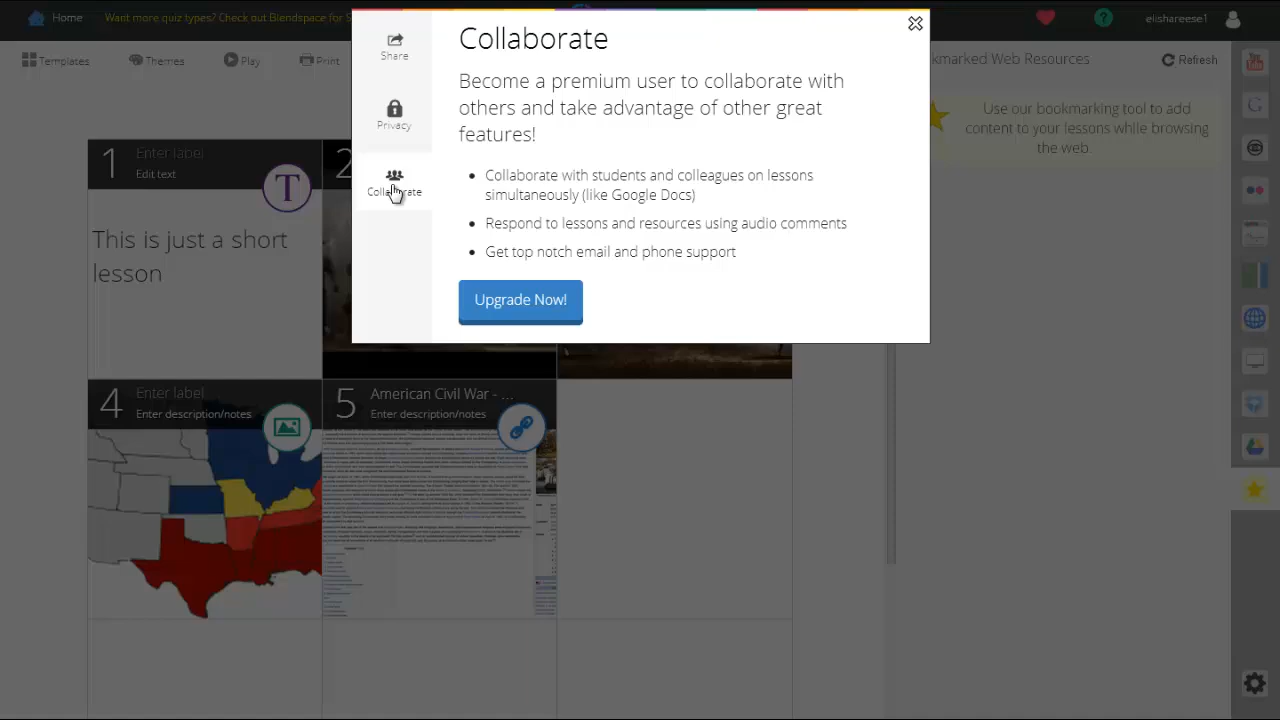 Home
Want more quiz types? Check out Blendspace for S
elishareese1
Templates
Themes
Play
Print
kmarked Web Resources
Refresh
Use our bookmarking tool to add
content to your lessons while browsing
the web.
Share
Privacy
Collaborate
Collaborate
Become a premium user to collaborate with
others and take advantage of other great
features!
Collaborate with students and colleagues on lessons
simultaneously (like Google Docs)
Respond to lessons and resources using audio comments
Get top notch email and phone support
Upgrade Now!
1
Enter label
Edit text
T
This is just a short
lesson
2
4
Enter label
Enter description/notes
5
American Civil War - ...
Enter description/notes